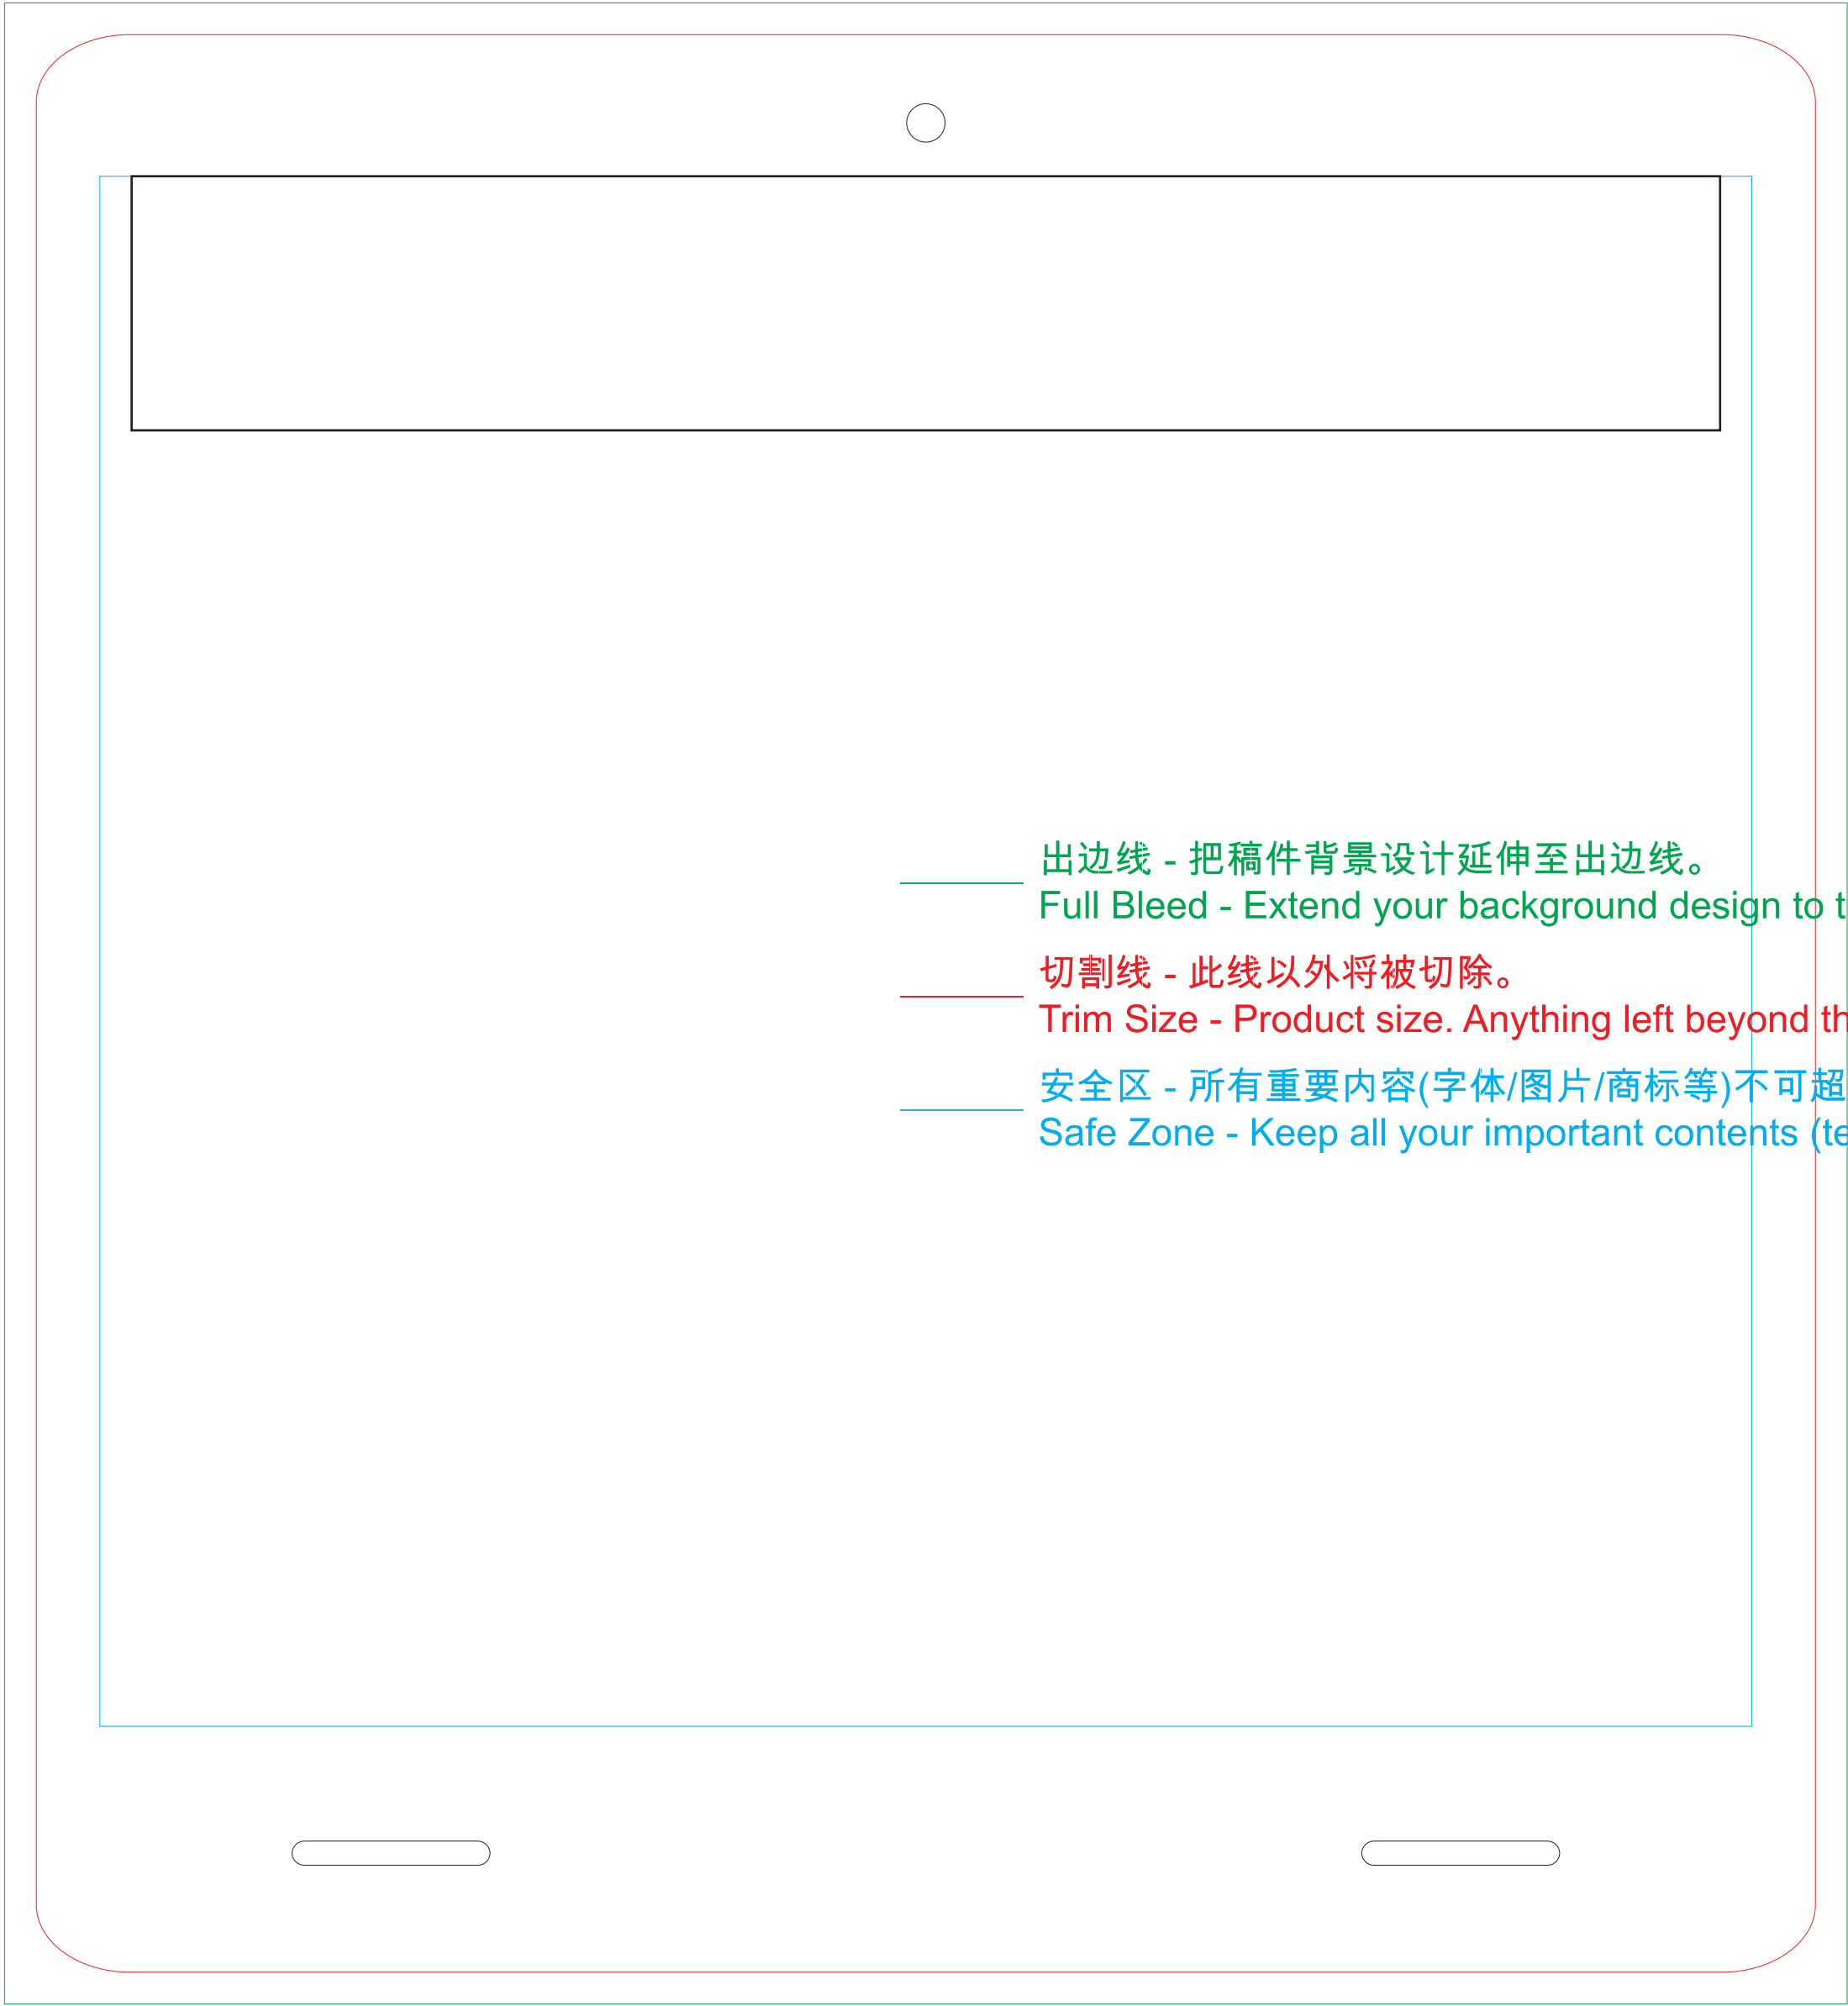 出边线 - 把稿件背景设计延伸至出边线。
Full Bleed - Extend your background design to t
切割线 - 此线以外将被切除。
Trim Size - Product size. Anything left beyond th
安全区 - 所有重要内容(字体/图片/商标等)不可超
Safe Zone - Keep all your important contents (te